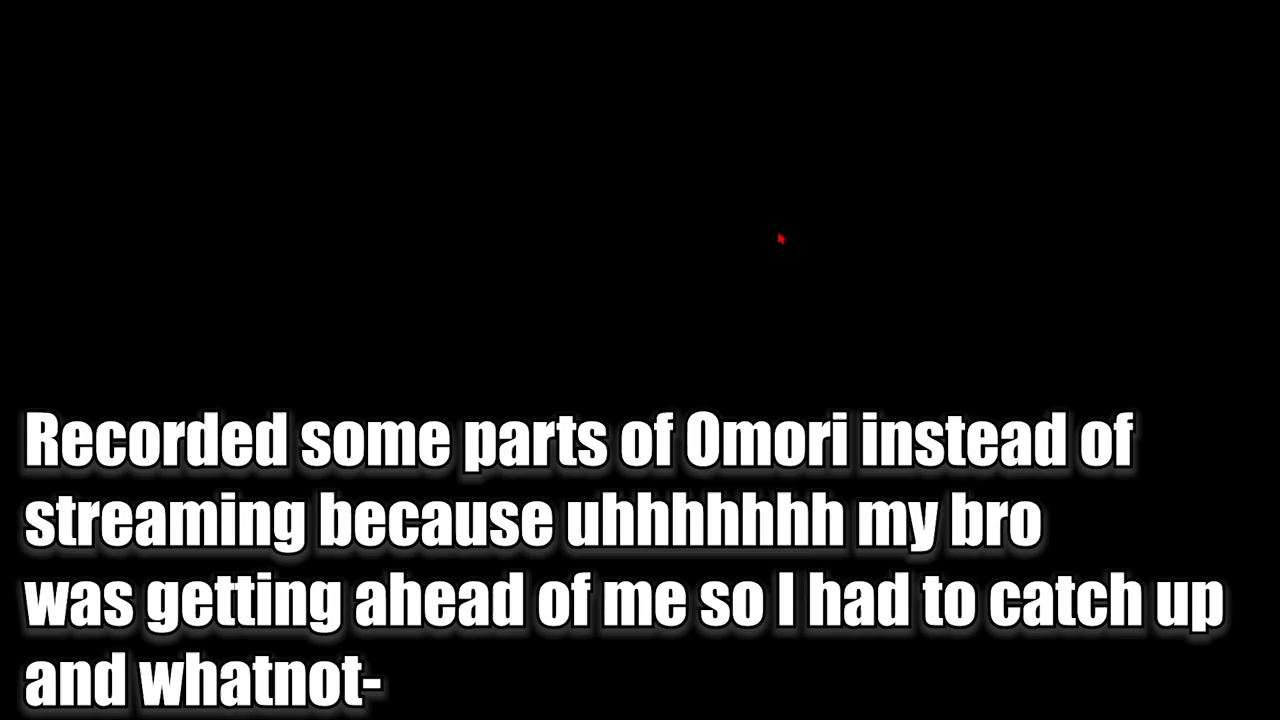 Recorded some parts of Omori instead of
streaming because uhhhhhhh my bro
was getting ahead of me so I had to catch up
and whatnot-